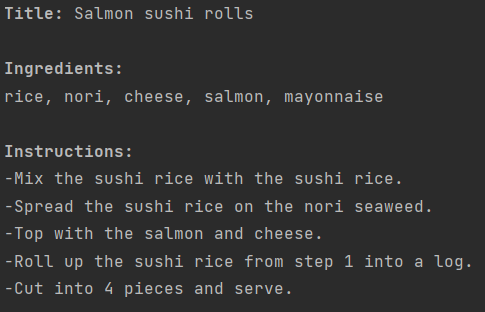 Title: Salmon sushi rolls
Ingredients:
rice, nori, cheese, salmon, mayonnaise
Instructions:
-Mix the sushi rice with the sushi rice.
-Spread the sushi rice on the nori seaweed.
-Top with the salmon and cheese.
-Roll up the sushi rice from step 1 into a log.
-Cut into 4 pieces and serve.